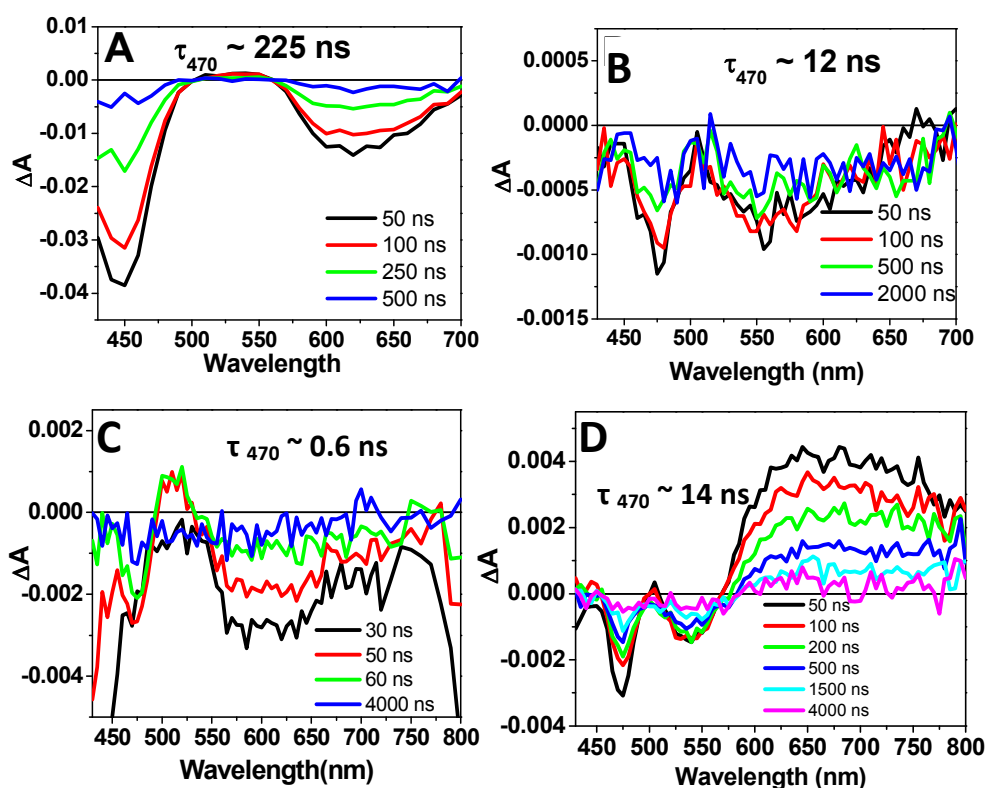 A
τ470 ~ 225 ns
0.01
0.00
-0.01
-0.02
-0.03
-0.04
ΔA
50 ns
100 ns
250 ns
500 ns
450 500 550 600 650 700
Wavelength
B
τ470 ~ 12 ns
0.0005
0.0000
-0.0005
-0.0010
-0.0015
ΔA
50 ns
100 ns
500 ns
2000 ns
450 500 550 600 650 700
Wavelength (nm)
C
τ 470 ~ 0.6 ns
0.002
0.000
-0.002
-0.004
ΔA
30 ns
50 ns
60 ns
4000 ns
450 500 550 600 650 700 750 800
Wavelength(nm)
D
τ 470 ~ 14 ns
0.004
0.002
0.000
-0.002
-0.004
ΔA
50 ns
100 ns
200 ns
500 ns
1500 ns
4000 ns
450 500 550 600 650 700 750 800
Wavelength (nm)